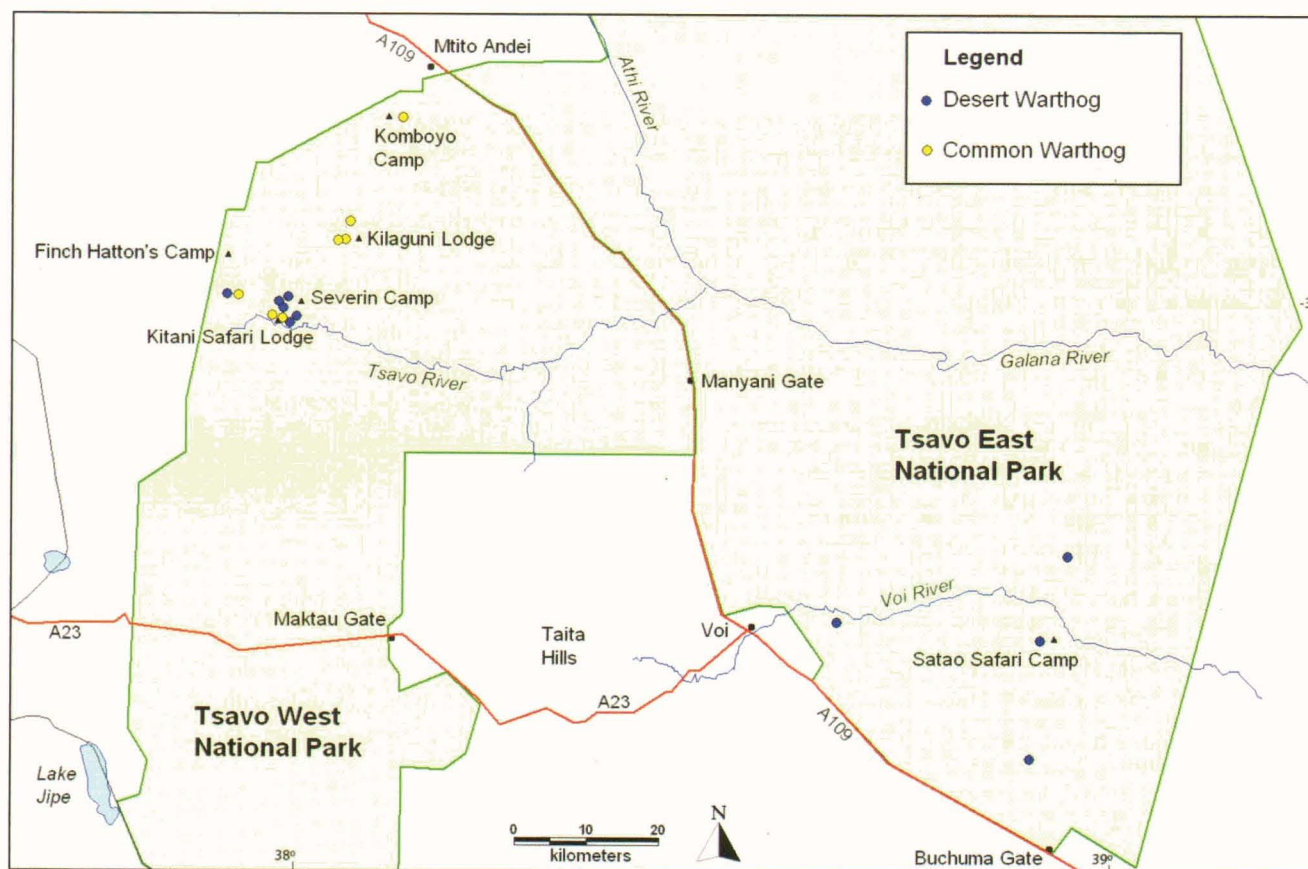 A109
Mtito Andei
Athi River
Legend
Desert Warthog
Common Warthog
Komboyo
Camp
Kilaguni Lodge
Finch Hatton's Camp
Severin Camp
Kitani Safari Lodge
Tsavo River
Galana River
Manyani Gate
Tsavo East
National Park
Voi River
A23
Maktau Gate
Taita
Hills
Voi
Satao Safari Camp
A23
A109
Tsavo West
National Park
Lake
Jipe
N
0 10 20
kilometers
Buchuma Gate
38°
39°